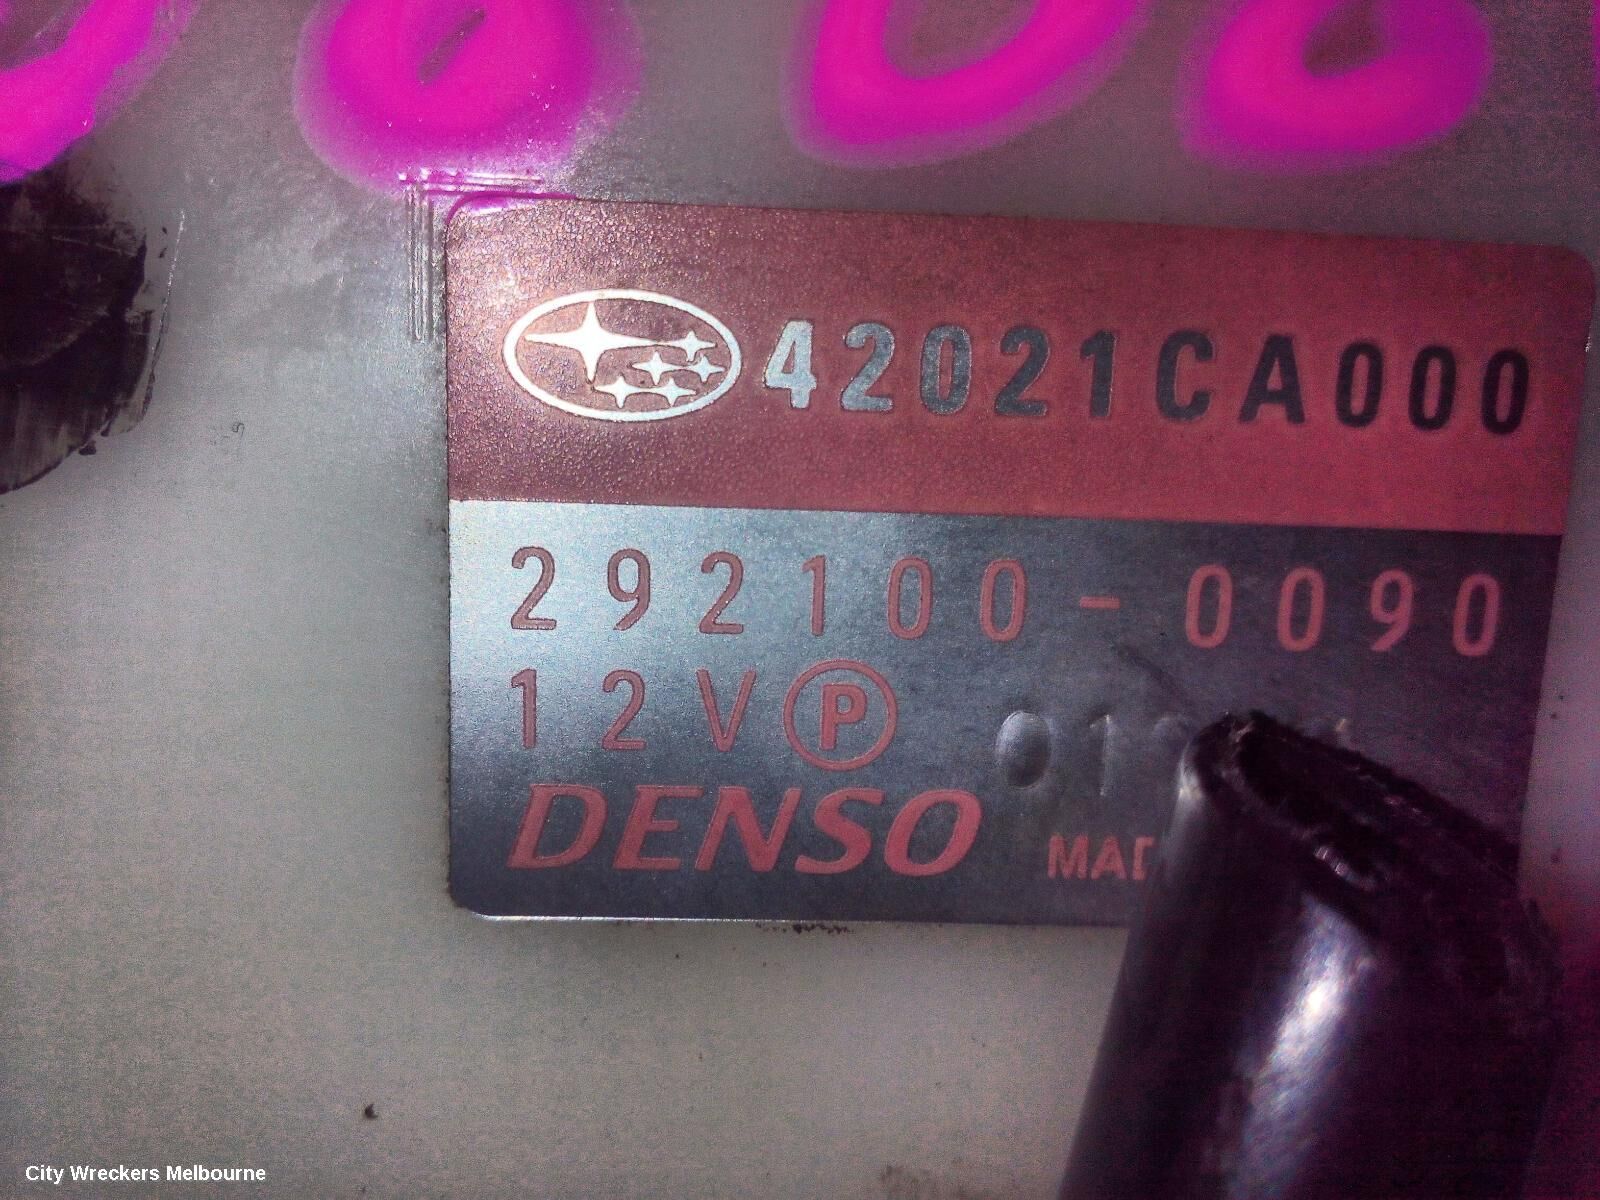 42021CA000
292100-0090
12V Ⓟ
DENSO
City Wreckers Melbourne